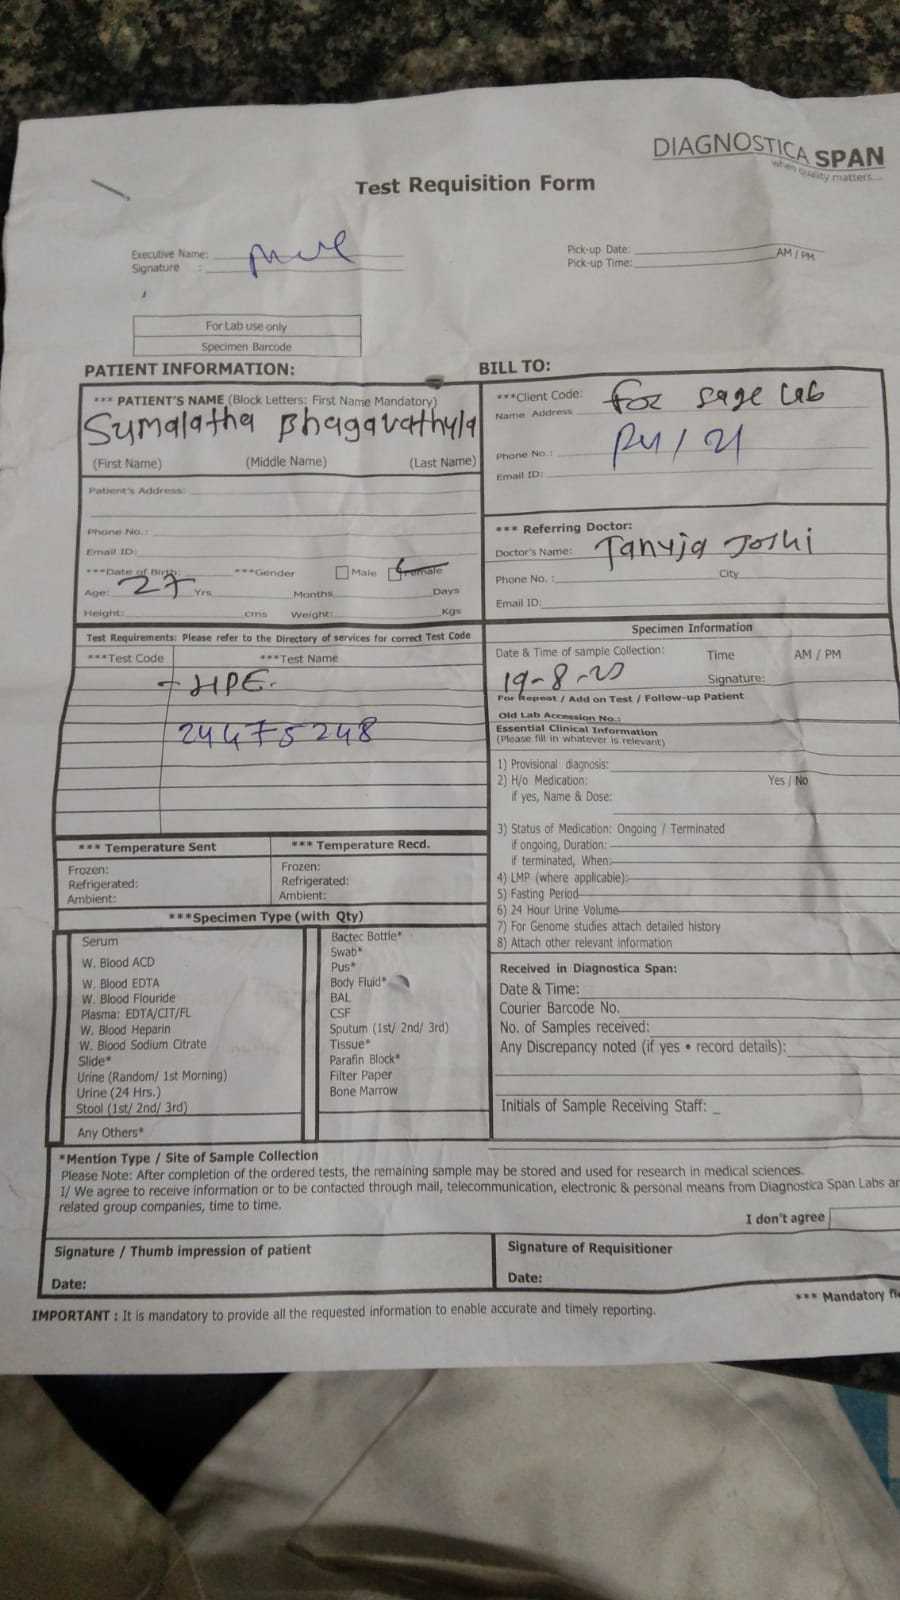 DIAGNOSTICA SPAN
when quality matters....
Test Requisition Form
Executive Name:
Signature :
Pick-up Date:
AM / PM
Pick-up Time:
For Lab use only
Specimen Barcode
PATIENT INFORMATION:
*** PATIENT'S NAME (Block Letters: First Name Mandatory)
Sumalatha Bhagavathyla
(First Name) (Middle Name) (Last Name)
Patient's Address:
Phone No.:
Email ID:
***Date of Birth: ***Gender Male Female
Age: 27 Yrs Months Days
Height: cms Weight: Kgs
BILL TO:
***Client Code: for sage lab
Name Address
Phone No.:
Email ID:
*** Referring Doctor:
Doctor's Name: Tanyja Joshi
Phone No. : City
Email ID:
Test Requirements: Please refer to the Directory of services for correct Test Code
***Test Code ***Test Name
- HPE.
24475248
Specimen Information
Date & Time of sample Collection: Time AM / PM
19-8-20
Signature:
For Repeat / Add on Test / Follow-up Patient
Old Lab Accession No.:
Essential Clinical Information
(Please fill in whatever is relevant)
1) Provisional diagnosis:
2) H/o Medication: Yes / No
if yes, Name & Dose:
3) Status of Medication: Ongoing / Terminated
if ongoing, Duration:
if terminated, When:
4) LMP (where applicable):
5) Fasting Period
6) 24 Hour Urine Volume
7) For Genome studies attach detailed history
8) Attach other relevant information
*** Temperature Sent *** Temperature Recd.
Frozen: Frozen:
Refrigerated: Refrigerated:
Ambient: Ambient:
***Specimen Type (with Qty)
Serum
W. Blood ACD
W. Blood EDTA
W. Blood Flouride
Plasma: EDTA/CIT/FL
W. Blood Heparin
W. Blood Sodium Citrate
Slide*
Urine (Random/ 1st Morning)
Urine (24 Hrs.)
Stool (1st/ 2nd/ 3rd)
Any Others*
Bactec Bottle*
Swab*
Pus*
Body Fluid*
BAL
CSF
Sputum (1st/ 2nd/ 3rd)
Tissue*
Parafin Block*
Filter Paper
Bone Marrow
Received in Diagnostica Span:
Date & Time:
Courier Barcode No.
No. of Samples received:
Any Discrepancy noted (if yes • record details):
Initials of Sample Receiving Staff:
*Mention Type / Site of Sample Collection
Please Note: After completion of the ordered tests, the remaining sample may be stored and used for research in medical sciences.
I/ We agree to receive information or to be contacted through mail, telecommunication, electronic & personal means from Diagnostica Span Labs
related group companies, time to time.
I don't agree
Signature / Thumb impression of patient
Date:
Signature of Requisitioner
Date:
*** Mandatory
IMPORTANT : It is mandatory to provide all the requested information to enable accurate and timely reporting.